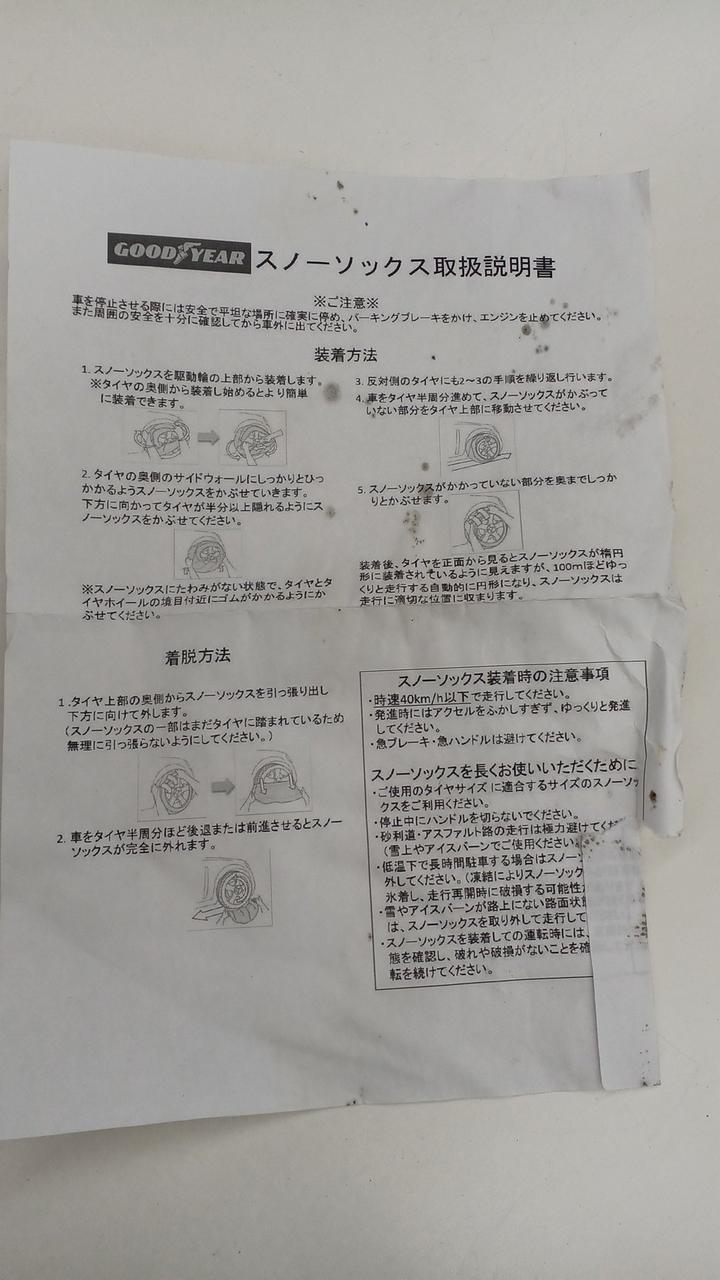 GOODYEAR スノーソックス取扱説明書
※ご注意※
車を停止させる際には安全で平坦な場所に確実に停め、パーキングブレーキをかけ、エンジンを止めてください。
また周囲の安全を十分に確認してから車外に出てください。
装着方法
1. スノーソックスを駆動輪の上部から装着します。
※タイヤの奥側から装着し始めるとより簡単
に装着できます。
2. タイヤの奥側のサイドウォールにしっかりとひっ
かかるようスノーソックスをかぶせていきます。
下方に向かってタイヤが半分以上隠れるようにス
ノーソックスをかぶせてください。
※スノーソックスにたわみがない状態で、タイヤとタ
イヤホイールの境目付近にゴムがかかるようにか
ぶせてください。
3. 反対側のタイヤにも2～3の手順を繰り返し行います。
4. 車をタイヤ半周分進めて、スノーソックスがかぶって
いない部分をタイヤ上部に移動させてください。
5. スノーソックスがかかっていない部分を奥までしっか
りとかぶせます。
装着後、タイヤを正面から見るとスノーソックスが楕円
形に装着されているように見えますが、100mほどゆっ
くりと走行する自動的に円形になり、スノーソックスは
走行に適切な位置に収まります。
着脱方法
1.タイヤ上部の奥側からスノーソックスを引っ張り出し
下方に向けて外します。
(スノーソックスの一部はまだタイヤに踏まれているため
無理に引っ張らないようにしてください。)
2. 車をタイヤ半周分ほど後退または前進させるとスノー
ソックスが完全に外れます。
スノーソックス装着時の注意事項
・時速40km/h以下で走行してください。
・発進時にはアクセルをふかしすぎず、ゆっくりと発進
してください。
・急ブレーキ・急ハンドルは避けてください。
スノーソックスを長くお使いいただくために
・ご使用のタイヤサイズに適合するサイズのスノーソッ
クスをご利用ください。
・停止中にハンドルを切らないでください。
・砂利道・アスファルト路の走行は極力避けてくだ
(雪上やアイスバーンでご使用ください
・低温下で長時間駐車する場合はスノーソ
外してください。(凍結によりスノーソック
氷着し、走行再開時に破損する可能性
・雪やアイスバーンが路上にない路面状態
は、スノーソックスを取り外して走行して
・スノーソックスを装着しての運転時には、
態を確認し、破れや破損がないことを確
転を続けてください。